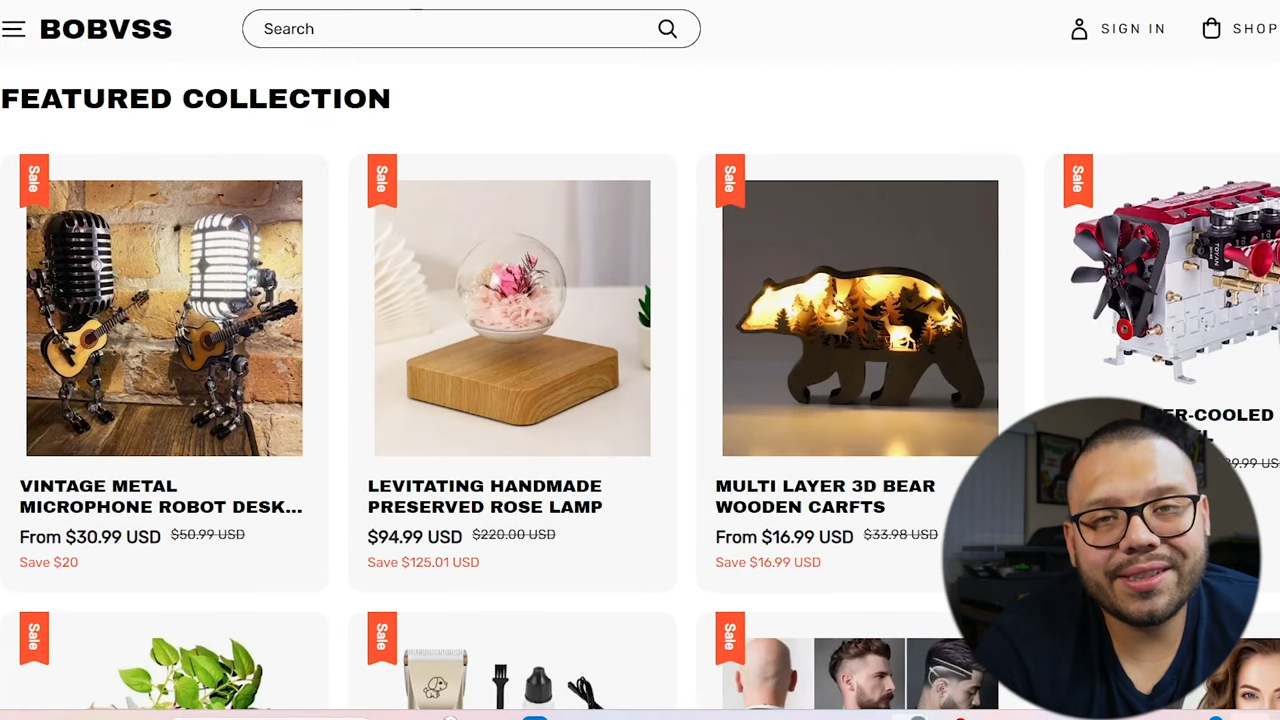 BOBVSS
Search
SIGN IN
SHOP
FEATURED COLLECTION
Sale
Sale
Sale
Sale
TOYAN
VINTAGE METAL
MICROPHONE ROBOT DESK...
From $30.99 USD $50.99 USD
Save $20
LEVITATING HANDMADE
PRESERVED ROSE LAMP
$94.99 USD $220.00 USD
Save $125.01 USD
MULTI LAYER 3D BEAR
WOODEN CARFTS
From $16.99 USD $33.98 USD
Save $16.99 USD
ER-COOLED
9.99 US
Sale
Sale
Sale